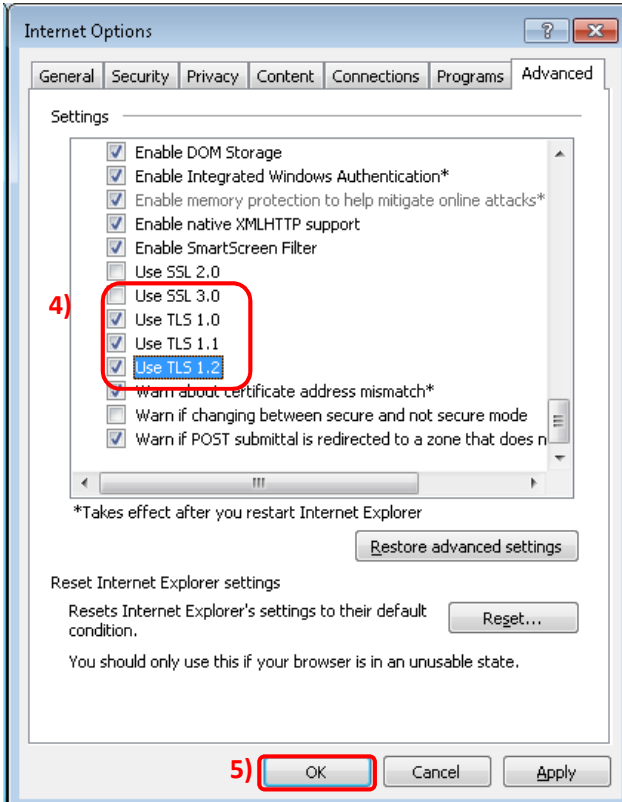 Internet Options
General Security Privacy Content Connections Programs Advanced
Settings
Enable DOM Storage
Enable Integrated Windows Authentication*
Enable memory protection to help mitigate online attacks*
Enable native XMLHTTP support
Enable SmartScreen Filter
Use SSL 2.0
Use SSL 3.0
4)
Use TLS 1.0
Use TLS 1.1
Use TLS 1.2
Warn about certificate address mismatch*
Warn if changing between secure and not secure mode
Warn if POST submittal is redirected to a zone that does n
*Takes effect after you restart Internet Explorer
Restore advanced settings
Reset Internet Explorer settings
Resets Internet Explorer's settings to their default
condition.
Reset...
You should only use this if your browser is in an unusable state.
5) OK Cancel Apply